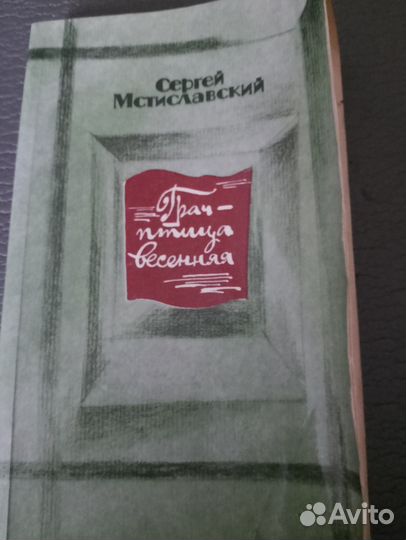 Сергей
Мстиславский
Грач-
птица
весенняя
Avito